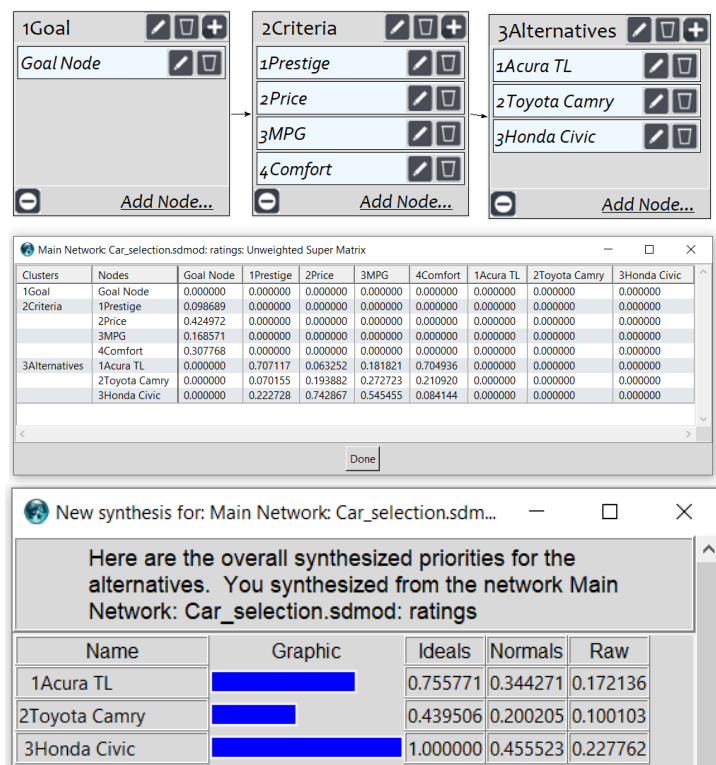 1Goal
Goal Node
Add Node...
2Criteria
1Prestige
2Price
3MPG
4Comfort
Add Node...
3Alternatives
1Acura TL
2Toyota Camry
3Honda Civic
Add Node...
Main Network: Car_selection.sdmod: ratings: Unweighted Super Matrix
Clusters Nodes Goal Node 1Prestige 2Price 3MPG 4Comfort 1Acura TL 2Toyota Camry 3Honda Civic
1Goal Goal Node 0.000000 0.000000 0.000000 0.000000 0.000000 0.000000 0.000000 0.000000
2Criteria 1Prestige 0.098689 0.000000 0.000000 0.000000 0.000000 0.000000 0.000000 0.000000
2Price 0.424972 0.000000 0.000000 0.000000 0.000000 0.000000 0.000000 0.000000
3MPG 0.168571 0.000000 0.000000 0.000000 0.000000 0.000000 0.000000 0.000000
4Comfort 0.307768 0.000000 0.000000 0.000000 0.000000 0.000000 0.000000 0.000000
3Alternatives 1Acura TL 0.000000 0.707117 0.063252 0.181821 0.704936 0.000000 0.000000 0.000000
2Toyota Camry 0.000000 0.070155 0.193882 0.272723 0.210920 0.000000 0.000000 0.000000
3Honda Civic 0.000000 0.222728 0.742867 0.545455 0.084144 0.000000 0.000000 0.000000
Done
New synthesis for: Main Network: Car_selection.sdm...
Here are the overall synthesized priorities for the
alternatives. You synthesized from the network Main
Network: Car_selection.sdmod: ratings
Name Graphic Ideals Normals Raw
1Acura TL 0.755771 0.344271 0.172136
2Toyota Camry 0.439506 0.200205 0.100103
3Honda Civic 1.000000 0.455523 0.227762